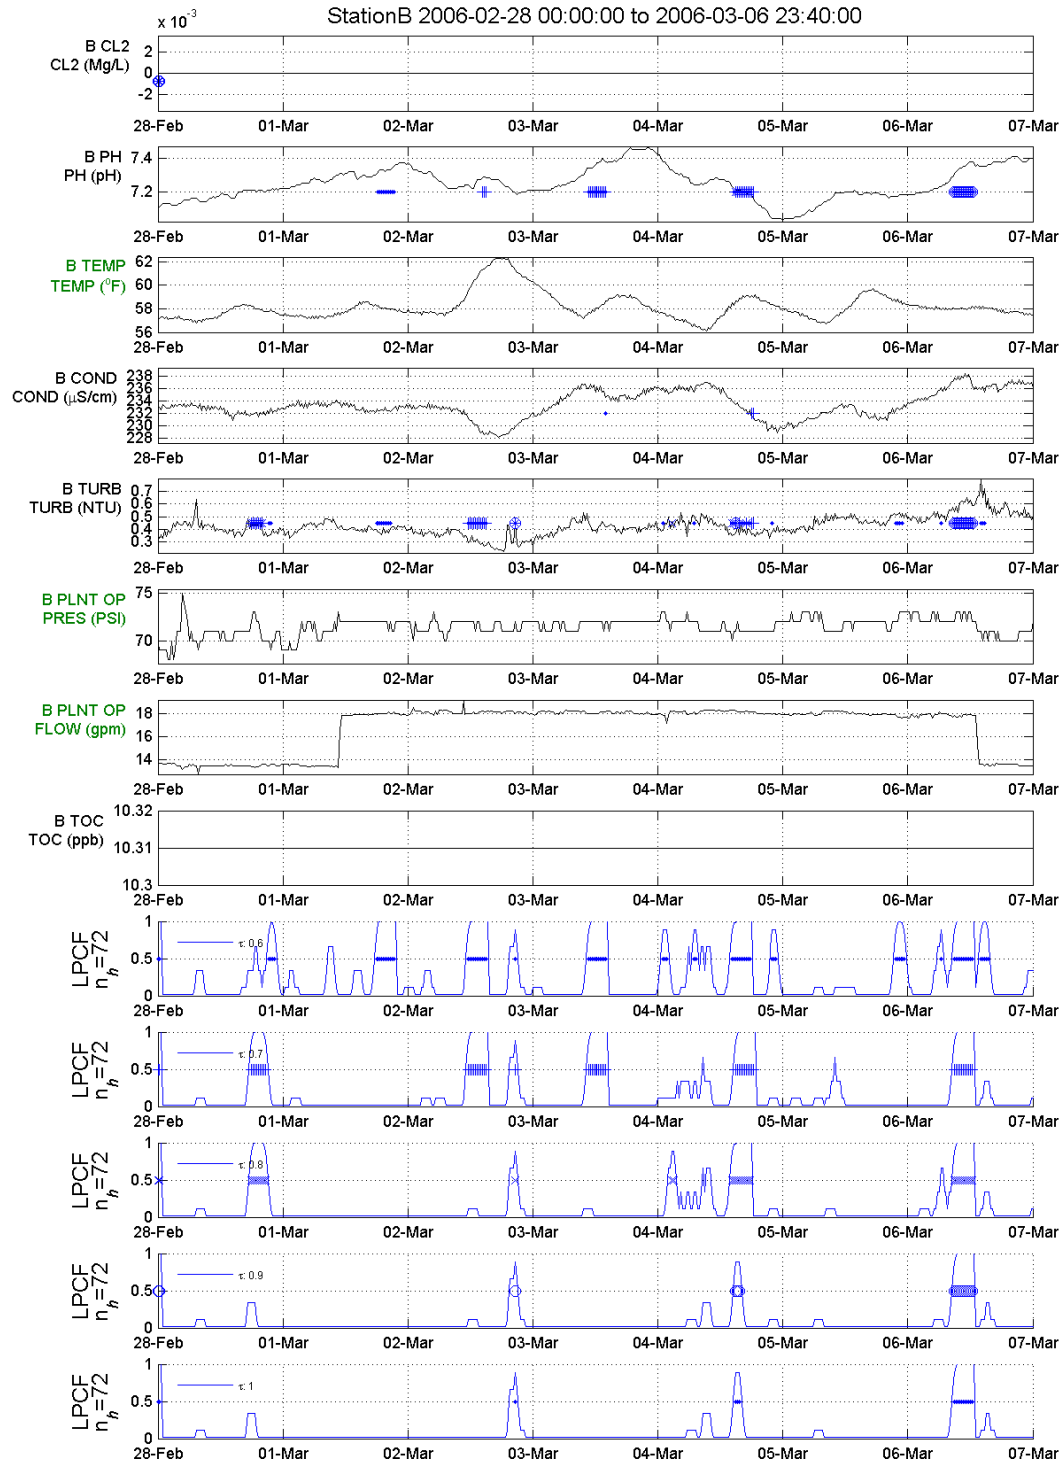 StationB 2006-02-28 00:00:00 to 2006-03-06 23:40:00
x 10⁻³
B CL2
CL2 (Mg/L)
2
0
-2
28-Feb 01-Mar 02-Mar 03-Mar 04-Mar 05-Mar 06-Mar 07-Mar
B PH
PH (pH)
7.4
7.2
28-Feb 01-Mar 02-Mar 03-Mar 04-Mar 05-Mar 06-Mar 07-Mar
B TEMP
TEMP (⁰F)
62
60
58
56
28-Feb 01-Mar 02-Mar 03-Mar 04-Mar 05-Mar 06-Mar 07-Mar
B COND
COND (μS/cm)
238
236
234
232
230
228
28-Feb 01-Mar 02-Mar 03-Mar 04-Mar 05-Mar 06-Mar 07-Mar
B TURB
TURB (NTU)
0.7
0.6
0.5
0.4
0.3
28-Feb 01-Mar 02-Mar 03-Mar 04-Mar 05-Mar 06-Mar 07-Mar
B PLNT OP
PRES (PSI)
75
70
28-Feb 01-Mar 02-Mar 03-Mar 04-Mar 05-Mar 06-Mar 07-Mar
B PLNT OP
FLOW (gpm)
18
16
14
28-Feb 01-Mar 02-Mar 03-Mar 04-Mar 05-Mar 06-Mar 07-Mar
B TOC
TOC (ppb)
10.32
10.31
10.3
28-Feb 01-Mar 02-Mar 03-Mar 04-Mar 05-Mar 06-Mar 07-Mar
LPCF
n_h=72
1
0.5
0
τ: 0.6
28-Feb 01-Mar 02-Mar 03-Mar 04-Mar 05-Mar 06-Mar 07-Mar
LPCF
n_h=72
1
0.5
0
τ: 0.7
28-Feb 01-Mar 02-Mar 03-Mar 04-Mar 05-Mar 06-Mar 07-Mar
LPCF
n_h=72
1
0.5
0
τ: 0.8
28-Feb 01-Mar 02-Mar 03-Mar 04-Mar 05-Mar 06-Mar 07-Mar
LPCF
n_h=72
1
0.5
0
τ: 0.9
28-Feb 01-Mar 02-Mar 03-Mar 04-Mar 05-Mar 06-Mar 07-Mar
LPCF
n_h=72
1
0.5
0
τ: 1
28-Feb 01-Mar 02-Mar 03-Mar 04-Mar 05-Mar 06-Mar 07-Mar